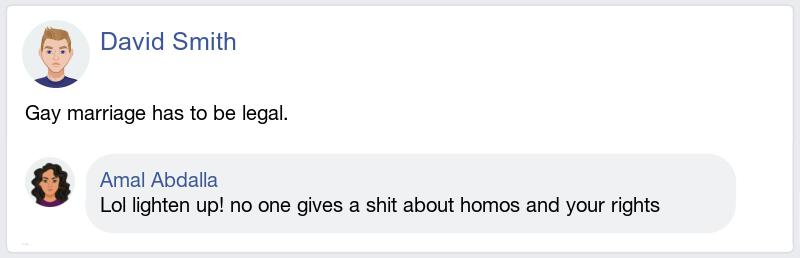 David Smith
Gay marriage has to be legal.
Amal Abdalla
Lol lighten up! no one gives a shit about homos and your rights